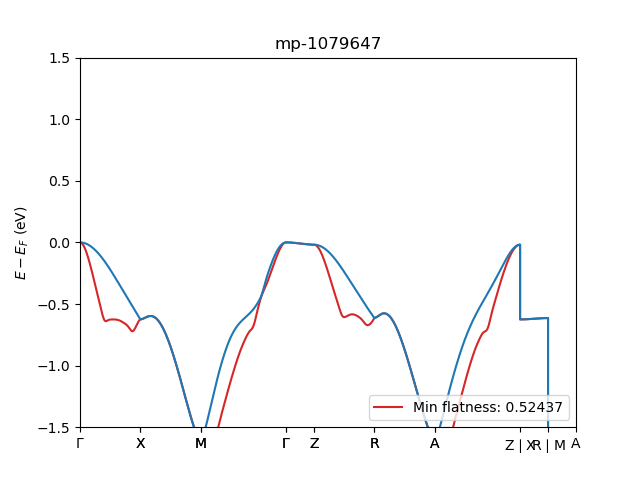 mp-1079647
E − E_F (eV)
1.5
1.0
0.5
0.0
−0.5
−1.0
−1.5
Min flatness: 0.52437
Γ X M Γ Z R A Z | X R | M A